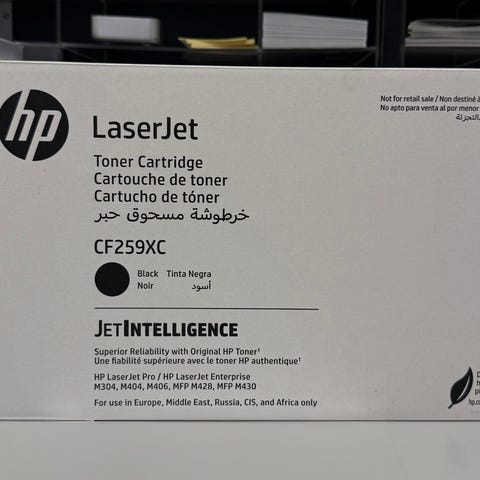 hp
LaserJet
Not for retail sale / Non destiné à
No apto para venta al por menor
بالتجزئة
Toner Cartridge
Cartouche de toner
Cartucho de tóner
خرطوشة مسحوق حبر
CF259XC
Black Tinta Negra
Noir أسود
JETINTELLIGENCE
Superior Reliability with Original HP Toner¹
Une fiabilité supérieure avec le toner HP authentique¹
HP LaserJet Pro / HP LaserJet Enterprise
M304, M404, M406, MFP M428, MFP M430
For use in Europe, Middle East, Russia, CIS, and Africa only